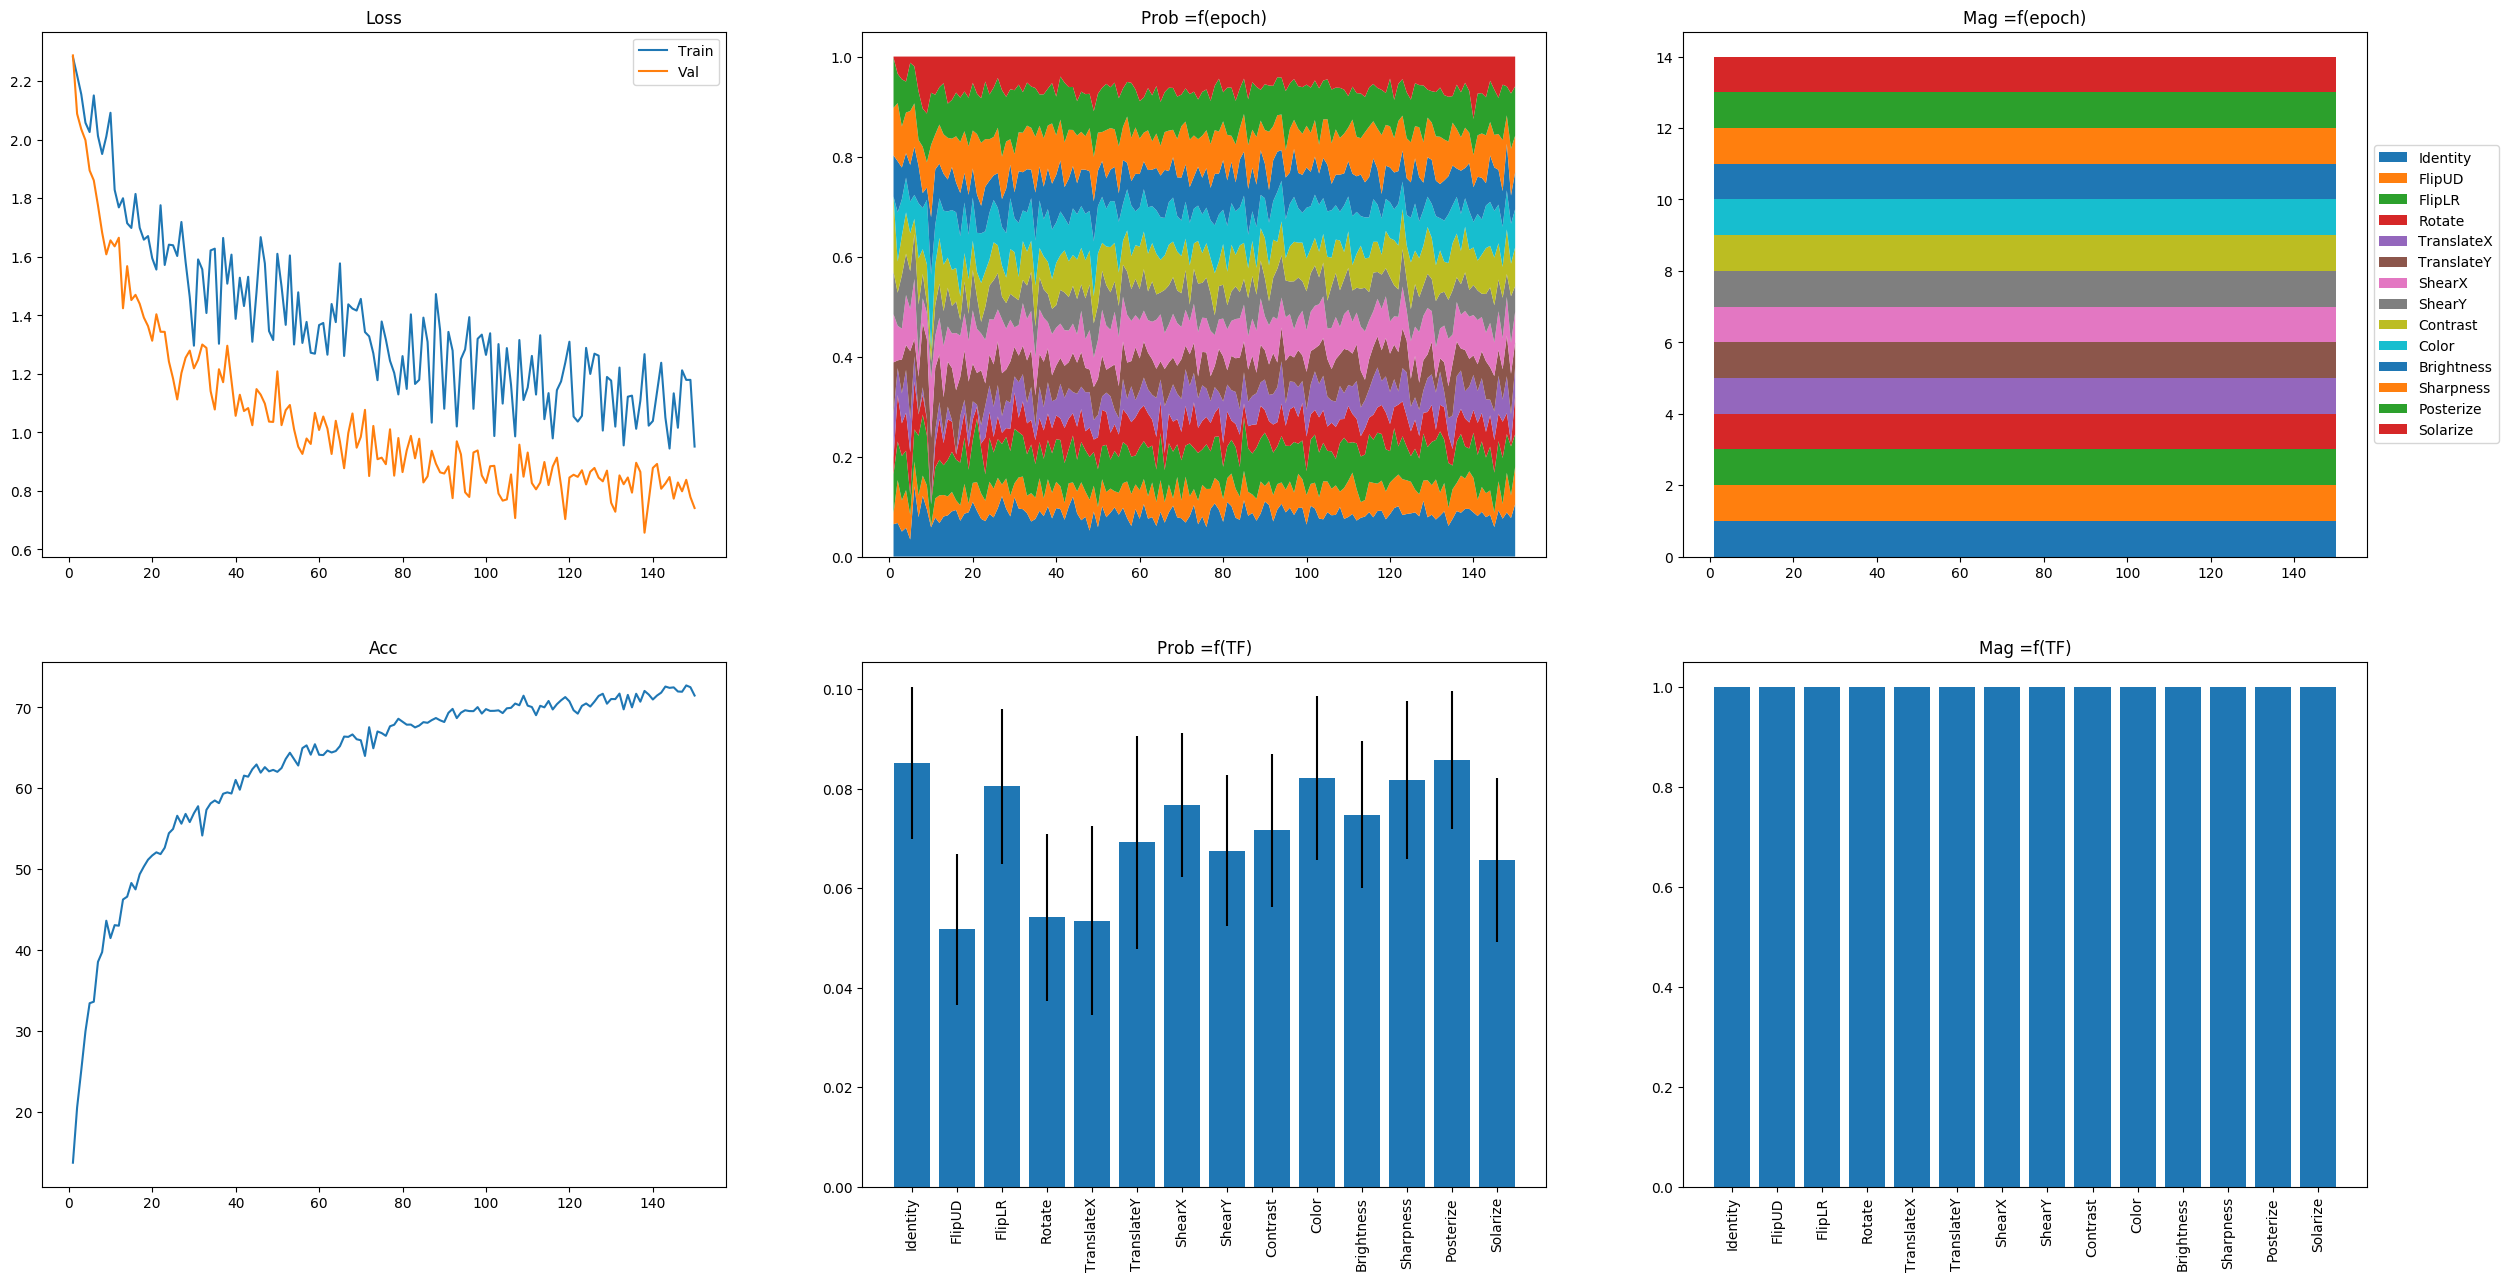 Loss
Train
Val
2.2
2.0
1.8
1.6
1.4
1.2
1.0
0.8
0.6
0 20 40 60 80 100 120 140
Prob =f(epoch)
1.0
0.8
0.6
0.4
0.2
0.0
0 20 40 60 80 100 120 140
Mag =f(epoch)
14
12
10
8
6
4
2
0
0 20 40 60 80 100 120 140
Identity
FlipUD
FlipLR
Rotate
TranslateX
TranslateY
ShearX
ShearY
Contrast
Color
Brightness
Sharpness
Posterize
Solarize
Acc
70
60
50
40
30
20
0 20 40 60 80 100 120 140
Prob =f(TF)
0.10
0.08
0.06
0.04
0.02
0.00
Identity
FlipUD
FlipLR
Rotate
TranslateX
TranslateY
ShearX
ShearY
Contrast
Color
Brightness
Sharpness
Posterize
Solarize
Mag =f(TF)
1.0
0.8
0.6
0.4
0.2
0.0
Identity
FlipUD
FlipLR
Rotate
TranslateX
TranslateY
ShearX
ShearY
Contrast
Color
Brightness
Sharpness
Posterize
Solarize